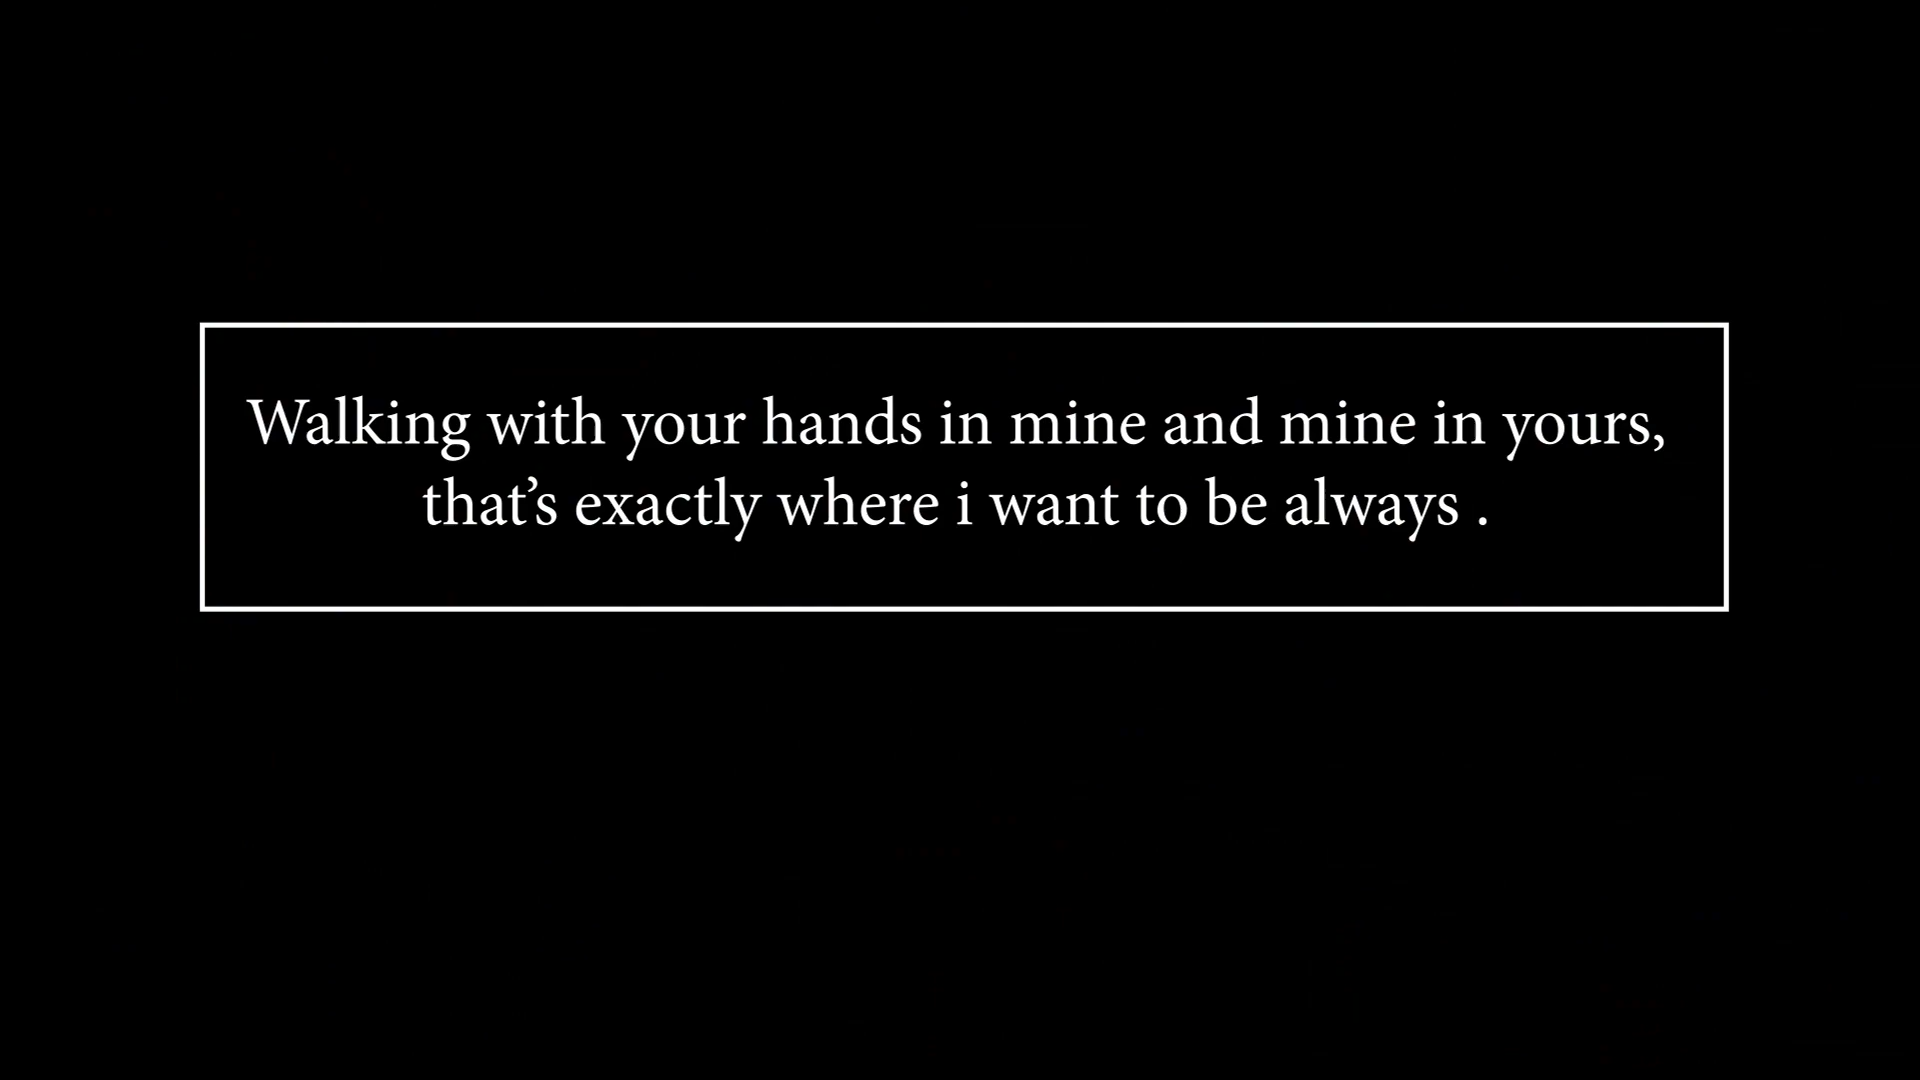 Walking with your hands in mine and mine in yours,
that’s exactly where i want to be always .